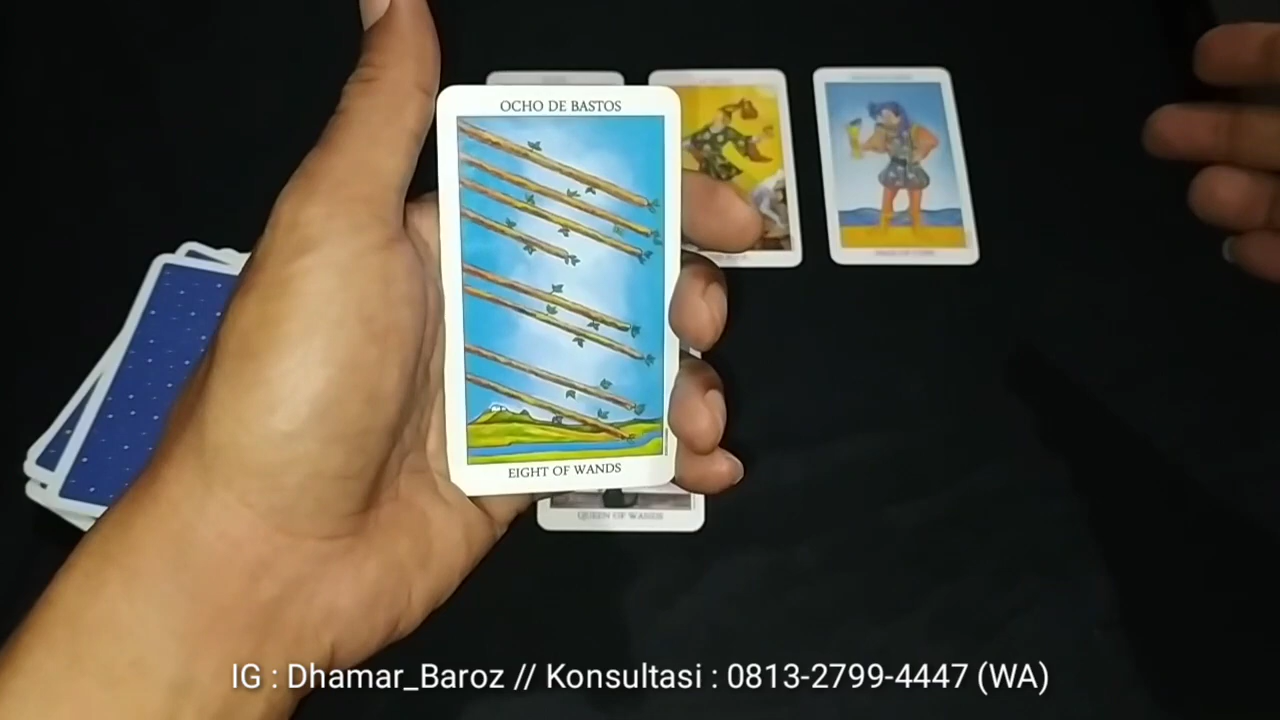 OCHO DE BASTOS
EIGHT OF WANDS
QUEEN OF WANDS
IG : Dhamar_Baroz // Konsultasi : 0813-2799-4447 (WA)